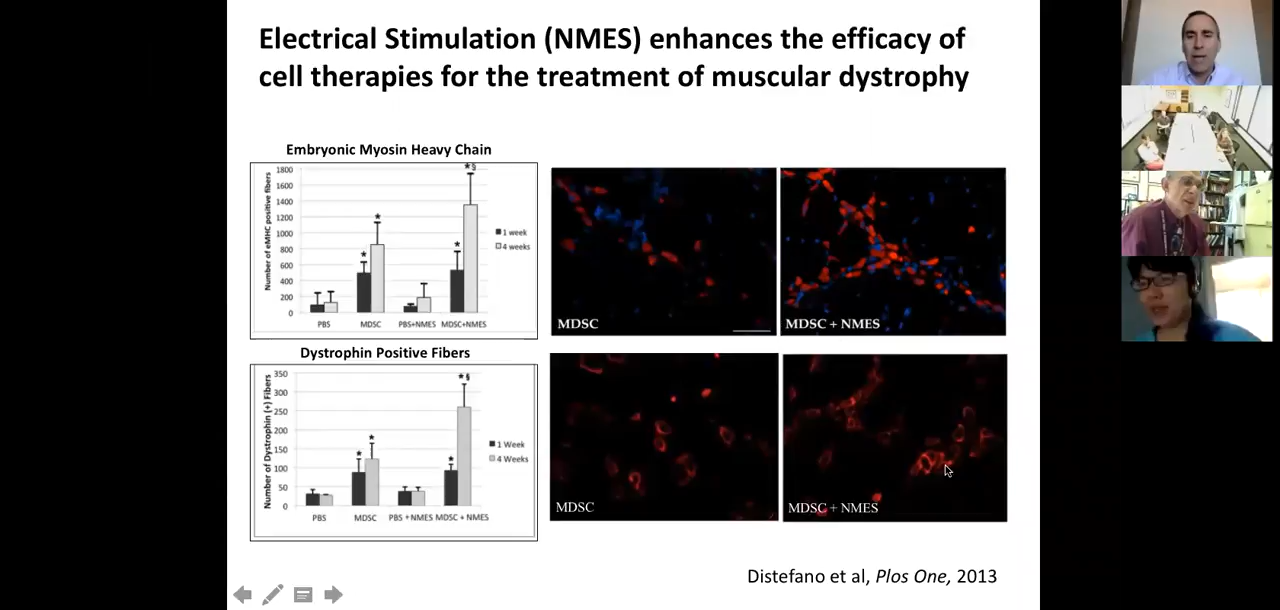 Electrical Stimulation (NMES) enhances the efficacy of
cell therapies for the treatment of muscular dystrophy
Embryonic Myosin Heavy Chain
Number of eMHC positive fibers
1800
1600
1400
1200
1000
800
600
400
200
0
*
*
*
*§
1 week
4 weeks
PBS
MDSC
PBS+NMES
MDSC+NMES
MDSC
MDSC + NMES
Dystrophin Positive Fibers
Number of Dystrophin (+) Fibers
350
300
250
200
150
100
50
0
*
*
*
*§
1 Week
4 Weeks
PBS
MDSC
PBS + NMES
MDSC + NMES
MDSC
MDSC + NMES
Distefano et al, Plos One, 2013